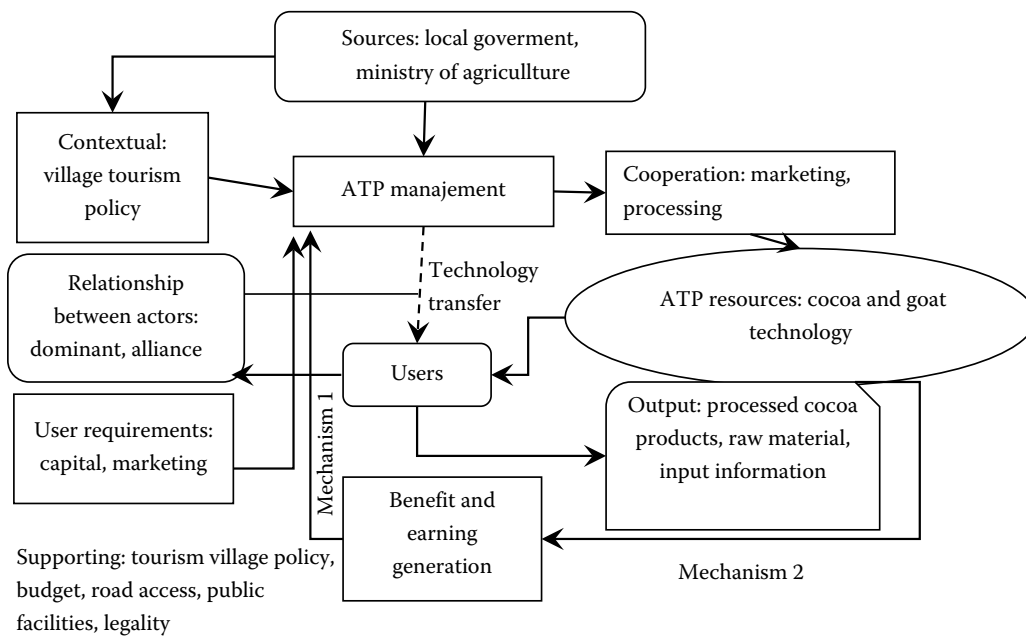 Sources: local goverment,
ministry of agricullture
Contextual:
village tourism
policy
ATP manajement
Cooperation: marketing,
processing
Relationship
between actors:
dominant, alliance
Technology
transfer
ATP resources: cocoa and goat
technology
Users
User requirements:
capital, marketing
Mechanism 1
Output: processed cocoa
products, raw material,
input information
Benefit and
earning
generation
Supporting: tourism village policy,
budget, road access, public
facilities, legality
Mechanism 2